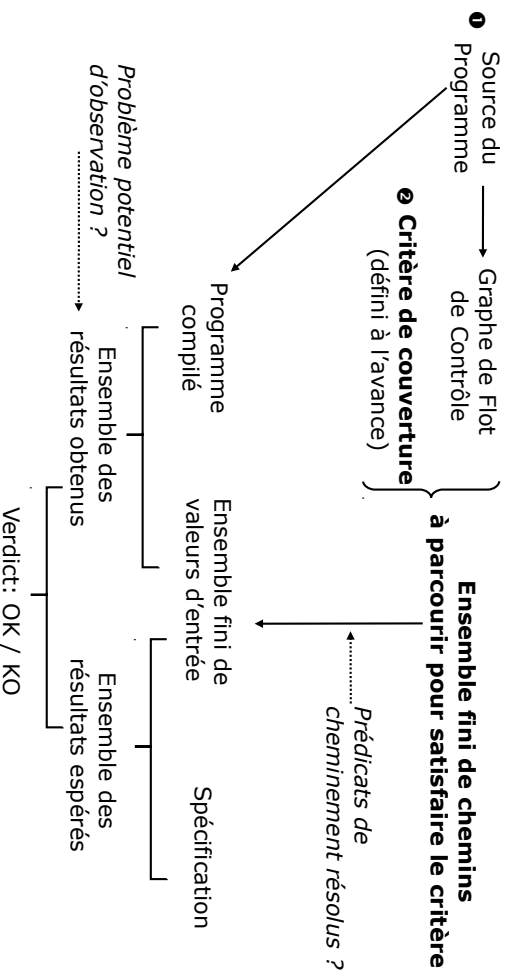 ❶ Source du
Programme
Graphe de Flot
de Contrôle
❷ Critère de couverture
(défini à l'avance)
Ensemble fini de chemins
à parcourir pour satisfaire le critère
Prédicats de
cheminement résolus ?
Programme
compilé
Ensemble fini de
valeurs d'entrée
Spécification
Problème potentiel
d'observation ?
Ensemble des
résultats obtenus
Ensemble des
résultats espérés
Verdict: OK / KO